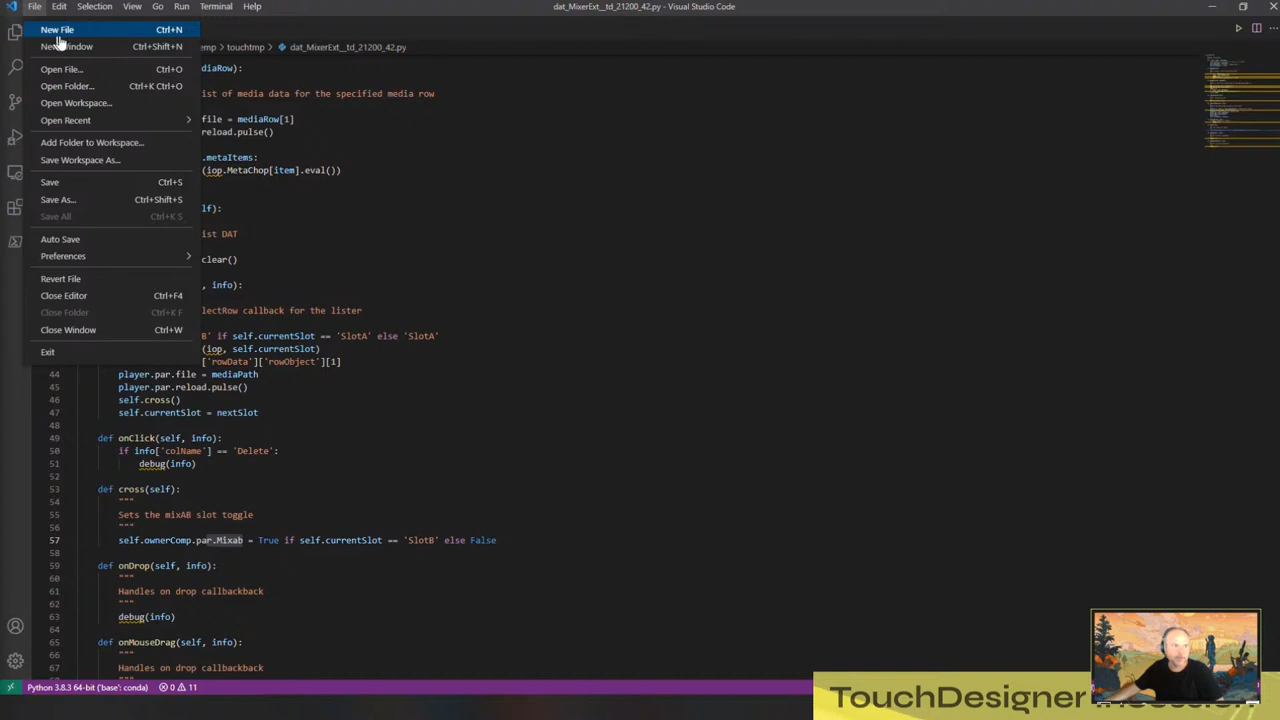 File Edit Selection View Go Run Terminal Help
dat_MixerExt__td_21200_42.py - Visual Studio Code
New File Ctrl+N
New Window Ctrl+Shift+N
Open File... Ctrl+O
Open Folder... Ctrl+K Ctrl+O
Open Workspace...
Open Recent
Add Folder to Workspace...
Save Workspace As...
Save Ctrl+S
Save As... Ctrl+Shift+S
Save All Ctrl+K S
Auto Save
Preferences
Revert File
Close Editor Ctrl+F4
Close Folder Ctrl+K F
Close Window Ctrl+W
Exit
emp > touchtmp > dat_MixerExt__td_21200_42.py
ediaRow):
ist of media data for the specified media row
file = mediaRow[1]
reload.pulse()
.metaItems:
(iop.MetaChop[item].eval())
lf):
ist DAT
clear()
, info):
lectRow callback for the lister
B' if self.currentSlot == 'SlotA' else 'SlotA'
(iop, self.currentSlot)
['rowData']['rowObject'][1]
44 player.par.file = mediaPath
45 player.par.reload.pulse()
46 self.cross()
47 self.currentSlot = nextSlot
48
49 def onClick(self, info):
50 if info['colName'] == 'Delete':
51 debug(info)
52
53 def cross(self):
54 """
55 Sets the mixAB slot toggle
56 """
57 self.ownerComp.par.Mixab = True if self.currentSlot == 'SlotB' else False
58
59 def onDrop(self, info):
60 """
61 Handles on drop callbackback
62 """
63 debug(info)
64
65 def onMouseDrag(self, info):
66 """
67 Handles on drop callbackback
Python 3.8.3 64-bit ('base': conda) 0 11
TouchDesigner